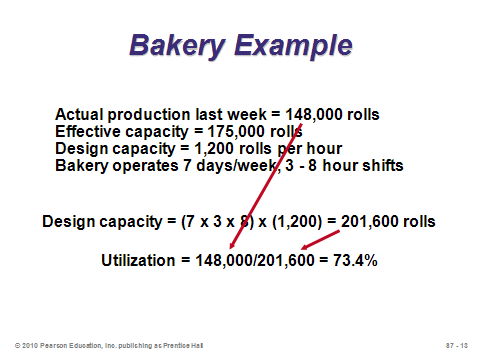 Bakery Example
Actual production last week = 148,000 rolls
Effective capacity = 175,000 rolls
Design capacity = 1,200 rolls per hour
Bakery operates 7 days/week, 3 - 8 hour shifts
Design capacity = (7 x 3 x 8) x (1,200) = 201,600 rolls
Utilization = 148,000/201,600 = 73.4%
© 2010 Pearson Education, Inc. publishing as Prentice Hall
S7 - 18